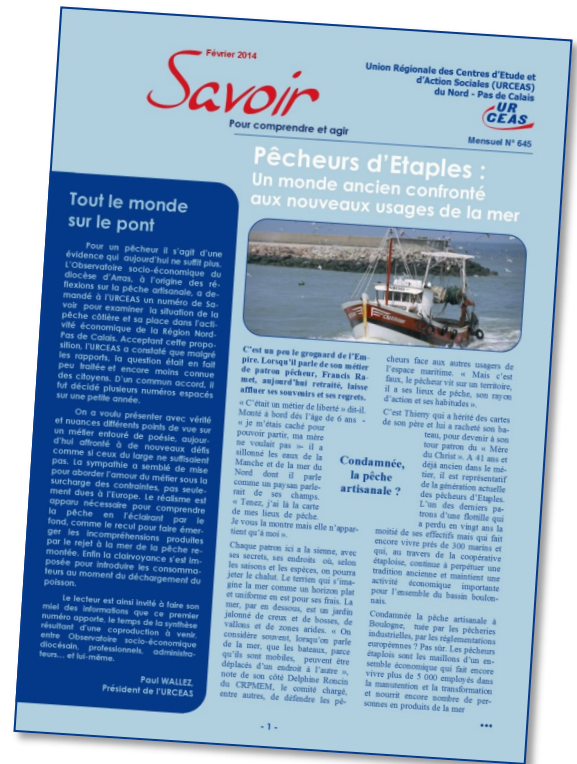 Février 2014
Savoir
Pour comprendre et agir
Union Régionale des Centres d'Etude et
d'Action Sociales (URCEAS)
du Nord - Pas de Calais
UR
CEAS
Mensuel N° 645
Pêcheurs d'Etaples :
Un monde ancien confronté
aux nouveaux usages de la mer
Tout le monde
sur le pont
Pour un pêcheur il s'agit d'une
évidence qui aujourd'hui ne suffit plus.
L'Observatoire socio-économique du
diocèse d'Arras, à l'origine des ré-
flexions sur la pêche artisanale, a de-
mandé à l'URCEAS un numéro de Sa-
voir pour examiner la situation de la
pêche côtière et sa place dans l'acti-
vité économique de la Région Nord-
Pas de Calais. Acceptant cette propo-
sition, l'URCEAS a constaté que malgré
les rapports, la question était en fait
peu traitée et encore moins connue
des citoyens. D'un commun accord, il
fut décidé plusieurs numéros espacés
sur une petite année.
On a voulu présenter avec vérité
et nuances différents points de vue sur
un métier entouré de poésie, aujour-
d'hui affronté à de nouveaux défis
comme si ceux du large ne suffisaient
pas. La sympathie a semblé de mise
pour aborder l'amour du métier sous la
surcharge des contraintes, pas seule-
ment dues à l'Europe. Le réalisme est
apparu nécessaire pour comprendre
la pêche en l'éclairant par le
fond, comme le recul pour faire émer-
ger les incompréhensions produites
par le rejet à la mer de la pêche re-
montée. Enfin la clairvoyance s'est im-
posée pour introduire les consomma-
teurs au moment du déchargement du
poisson.
Le lecteur est ainsi invité à faire son
miel des informations que ce premier
numéro apporte, le temps de la synthèse
résultant d'une coproduction à venir,
entre Observatoire socio-économique
diocésain, professionnels, administra-
teurs... et lui-même.
Paul WALLEZ,
Président de l'URCEAS
C'est un peu le grognard de l'Em-
pire. Lorsqu'il parle de son métier
de patron pêcheur, Francis Ra-
met, aujourd'hui retraité, laisse
affluer ses souvenirs et ses regrets.
« C'était un métier de liberté » dit-il.
Monté à bord dès l'âge de 6 ans -
« je m'étais caché pour
pouvoir partir, ma mère
ne voulait pas »- il a
sillonné les eaux de la
Manche et de la mer du
Nord dont il parle
comme un paysan parle-
rait de ses champs.
« Tenez, j'ai là la carte
de mes lieux de pêche.
Je vous la montre mais elle n'appar-
tient qu'à moi ».
Chaque patron ici a la sienne, avec
ses secrets, ses endroits où, selon
les saisons et les espèces, on pourra
jeter le chalut. Le terrien qui s'ima-
gine la mer comme un horizon plat
et uniforme en est pour ses frais. La
mer, par en dessous, est un jardin
jalonné de creux et de bosses, de
vallons et de zones arides. « On
considère souvent, lorsqu'on parle
de la mer, que les bateaux, parce
qu'ils sont mobiles, peuvent être
déplacés d'un endroit à l'autre »,
note de son côté Delphine Roncin
du CRPMEM, le comité chargé,
entre autres, de défendre les pê-
Condamnée,
la pêche
artisanale ?
cheurs face aux autres usagers de
l'espace maritime. « Mais c'est
faux, le pêcheur vit sur un territoire,
il a ses lieux de pêche, son rayon
d'action et ses habitudes ».
C'est Thierry qui a hérité des cartes
de son père et lui a racheté son ba-
teau, pour devenir à son
tour patron du « Mère
du Christ ». A 41 ans et
déjà ancien dans le mé-
tier, il est représentatif
de la génération actuelle
des pêcheurs d'Etaples.
L'un des derniers pa-
trons d'une flottille qui
a perdu en vingt ans la
moitié de ses effectifs mais qui fait
encore vivre près de 300 marins et
qui, au travers de la coopérative
étaploise, continue à perpétuer une
tradition ancienne et maintient une
activité économique importante
pour l'ensemble du bassin boulon-
nais.
Condamnée la pêche artisanale à
Boulogne, tuée par les pêcheries
industrielles, par les réglementations
européennes ? Pas sûr. Les pêcheurs
étaplois sont les maillons d'un en-
semble économique qui fait encore
vivre plus de 5 000 employés dans
la manutention et la transformation
et nourrit encore nombre de per-
sonnes en produits de la mer
•••
- 1 -